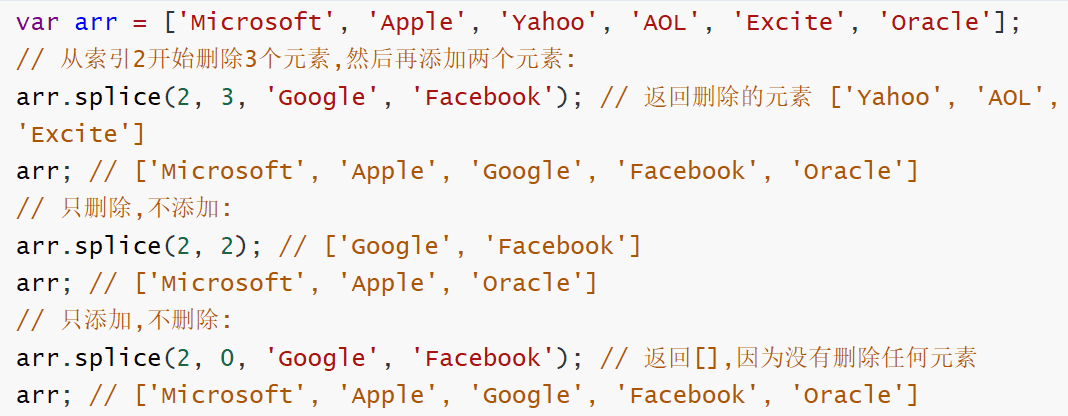 var arr = ['Microsoft', 'Apple', 'Yahoo', 'AOL', 'Excite', 'Oracle'];
// 从索引2开始删除3个元素,然后再添加两个元素:
arr.splice(2, 3, 'Google', 'Facebook'); // 返回删除的元素 ['Yahoo', 'AOL',
'Excite']
arr; // ['Microsoft', 'Apple', 'Google', 'Facebook', 'Oracle']
// 只删除,不添加:
arr.splice(2, 2); // ['Google', 'Facebook']
arr; // ['Microsoft', 'Apple', 'Oracle']
// 只添加,不删除:
arr.splice(2, 0, 'Google', 'Facebook'); // 返回[],因为没有删除任何元素
arr; // ['Microsoft', 'Apple', 'Google', 'Facebook', 'Oracle']